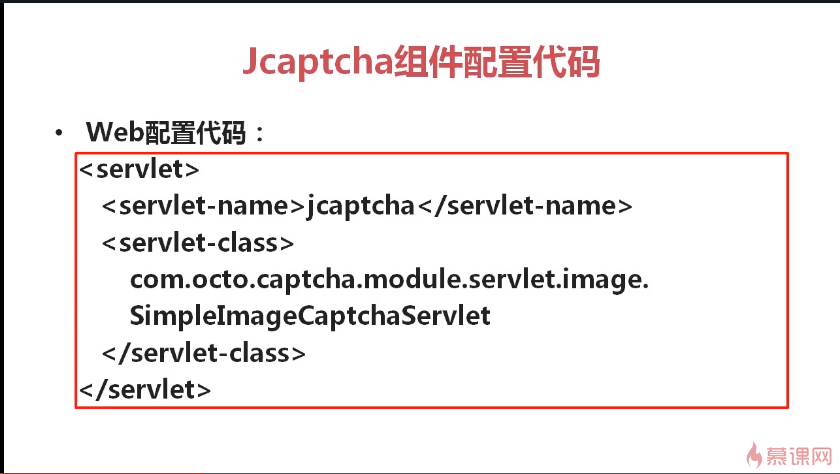 Jcaptcha组件配置代码
• Web配置代码：
<servlet>
<servlet-name>jcaptcha</servlet-name>
<servlet-class>
com.octo.captcha.module.servlet.image.
SimpleImageCaptchaServlet
</servlet-class>
</servlet>
慕课网